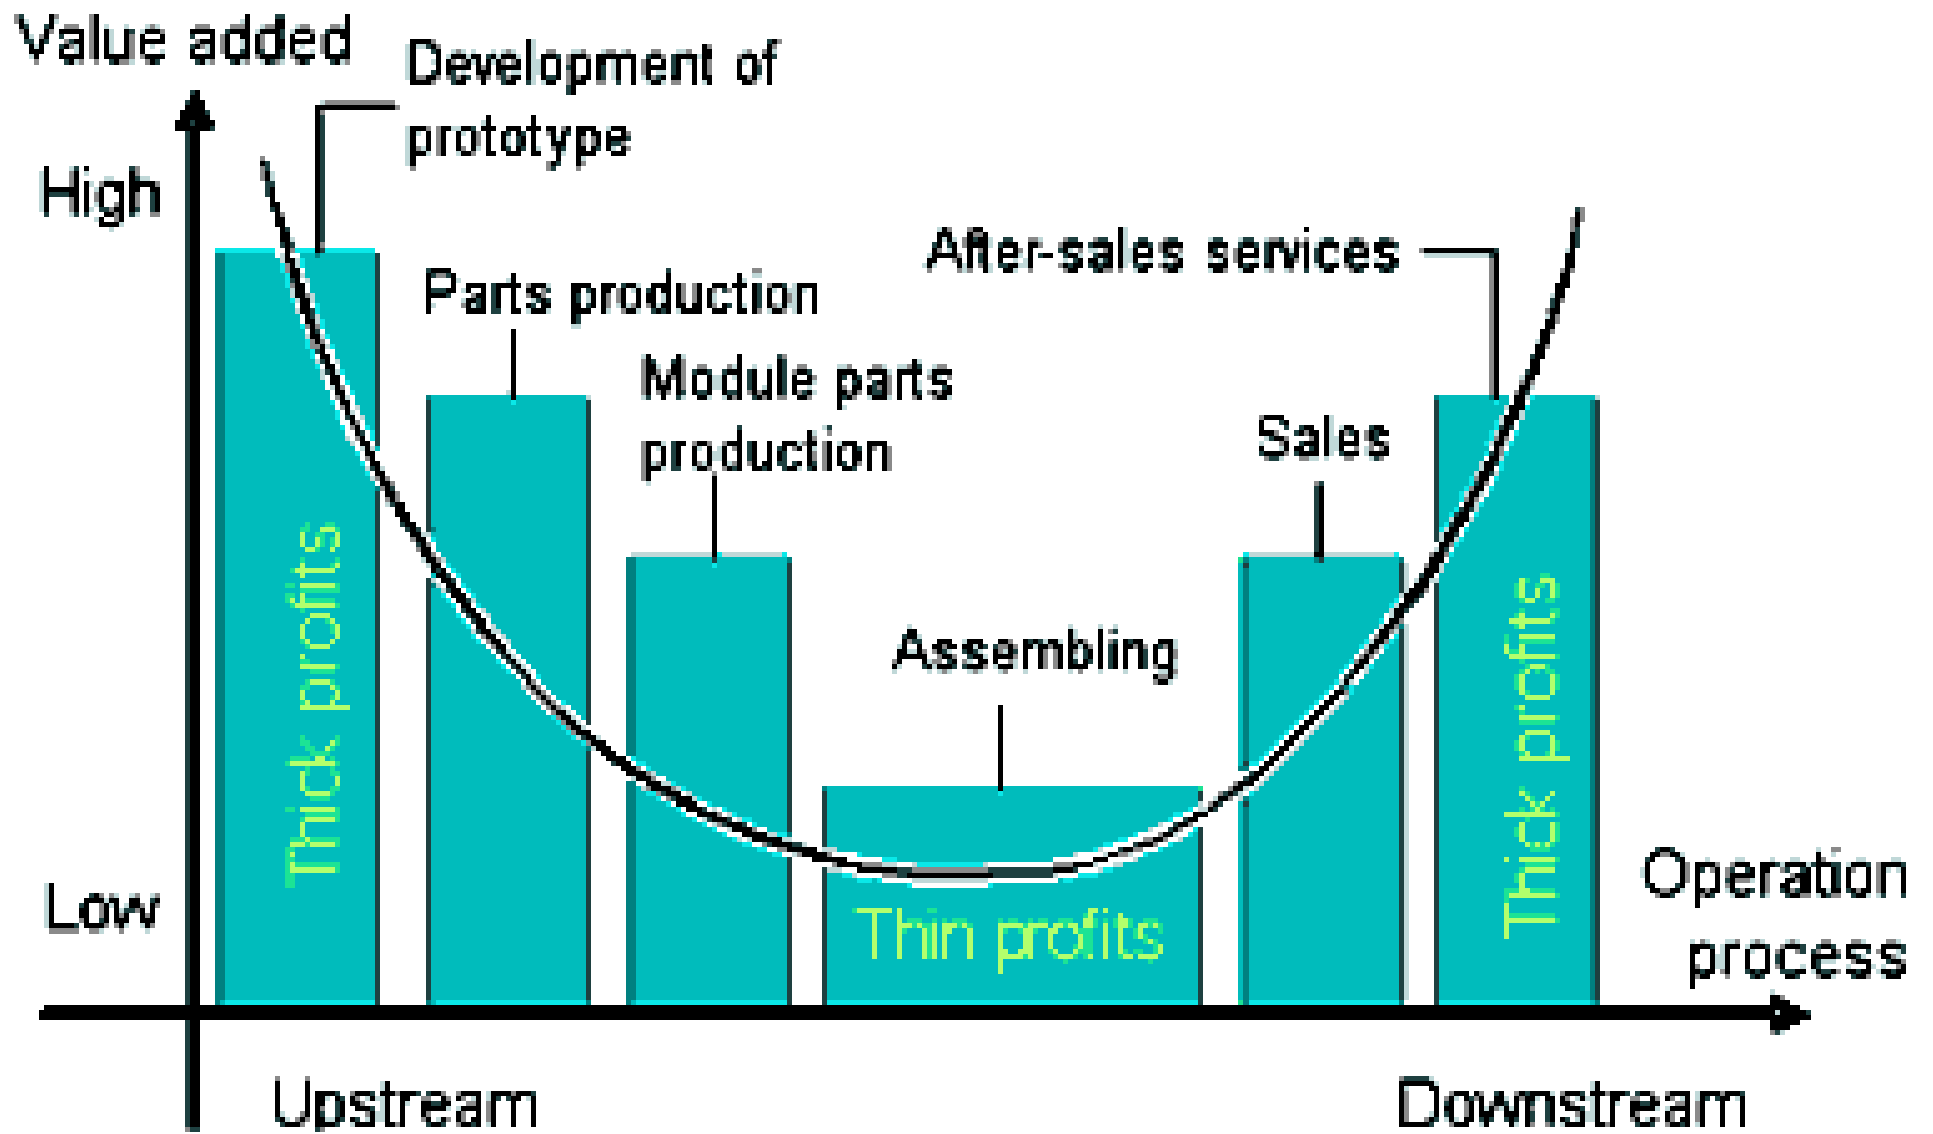 Value added
Development of
prototype
High
After-sales services
Parts production
Module parts
production
Sales
Assembling
Thick profits
Thick profits
Thin profits
Low
Operation
process
Upstream
Downstream